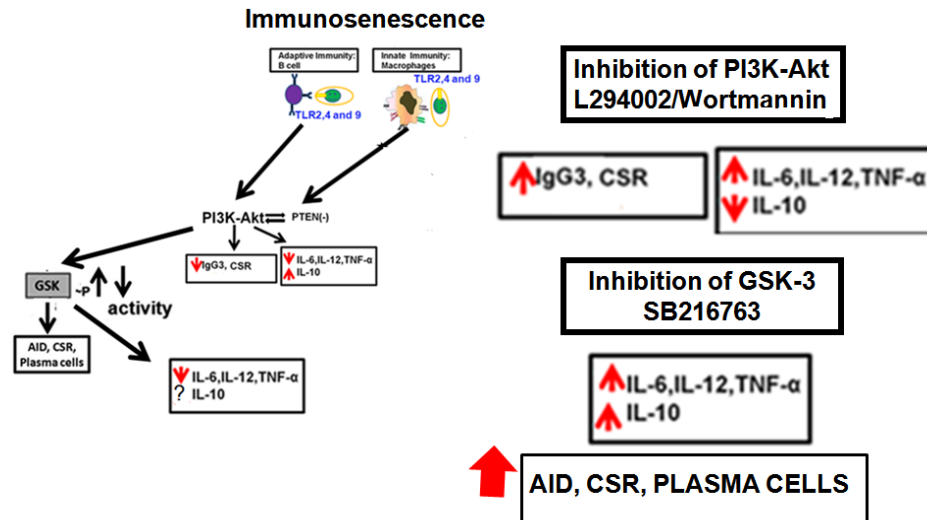 Immunosenescence
Adaptive Immunity:
B cell
Innate Immunity:
Macrophages
TLR2,4 and 9
TLR2,4 and 9
PI3K-Akt
PTEN(-)
IgG3, CSR
IL-6,IL-12,TNF-α
IL-10
GSK
~P
activity
AID, CSR,
Plasma cells
IL-6,IL-12,TNF-α
? IL-10
Inhibition of PI3K-Akt
L294002/Wortmannin
IgG3, CSR
IL-6,IL-12,TNF-α
IL-10
Inhibition of GSK-3
SB216763
IL-6,IL-12,TNF-α
IL-10
AID, CSR, PLASMA CELLS